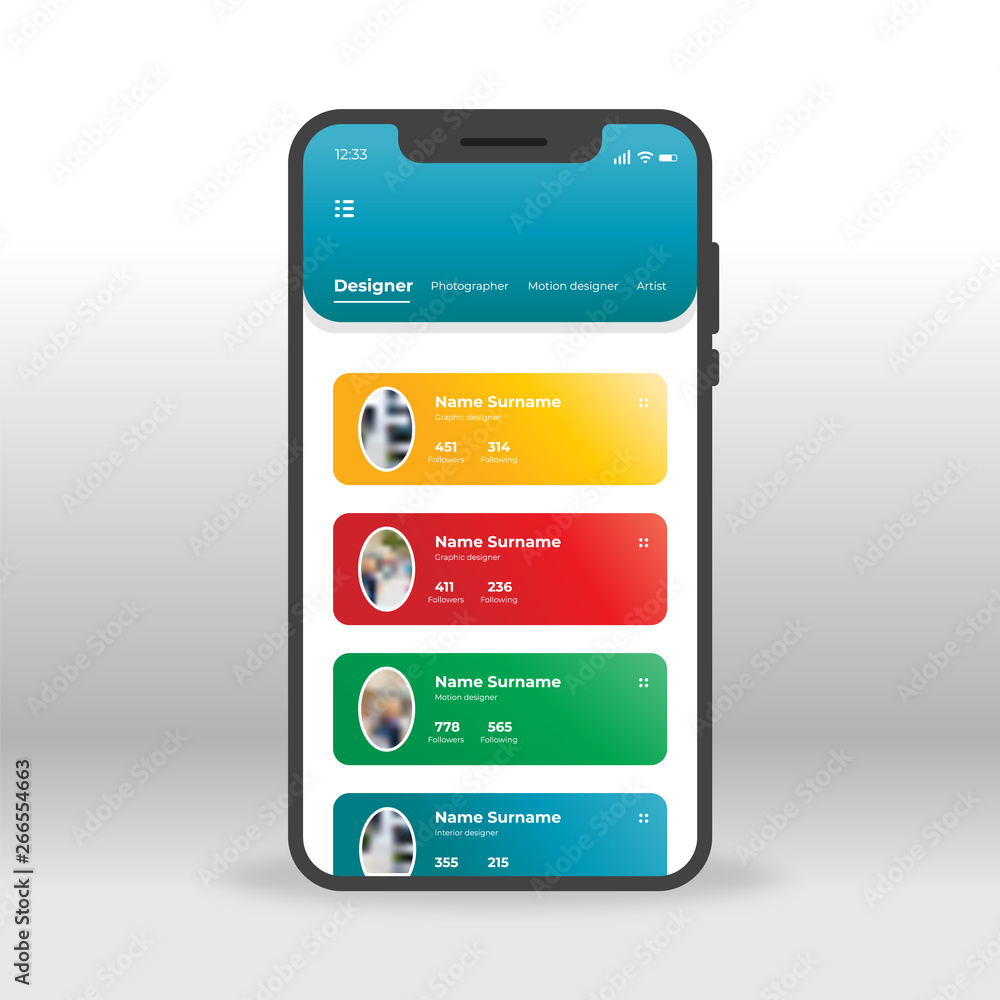 12:33
Designer Photographer Motion designer Artist
Name Surname
Graphic designer
451 314
Followers Following
Name Surname
Graphic designer
411 236
Followers Following
Name Surname
Motion designer
778 565
Followers Following
Name Surname
Interior designer
355 215
Adobe Stock | #266554663
Adobe Stock